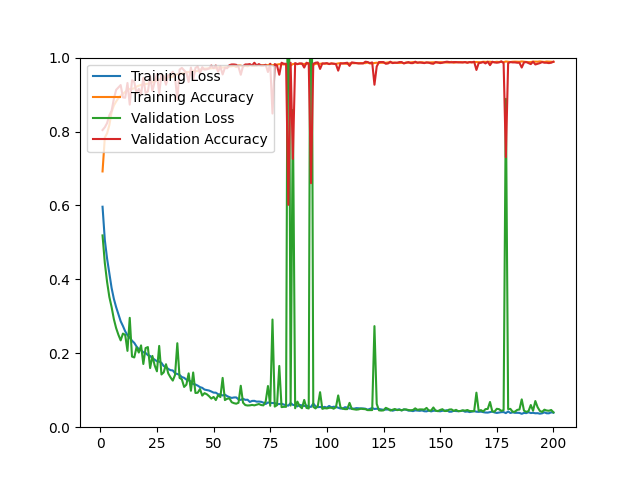 1.0
0.8
0.6
0.4
0.2
0.0
Training Loss
Training Accuracy
Validation Loss
Validation Accuracy
0 25 50 75 100 125 150 175 200